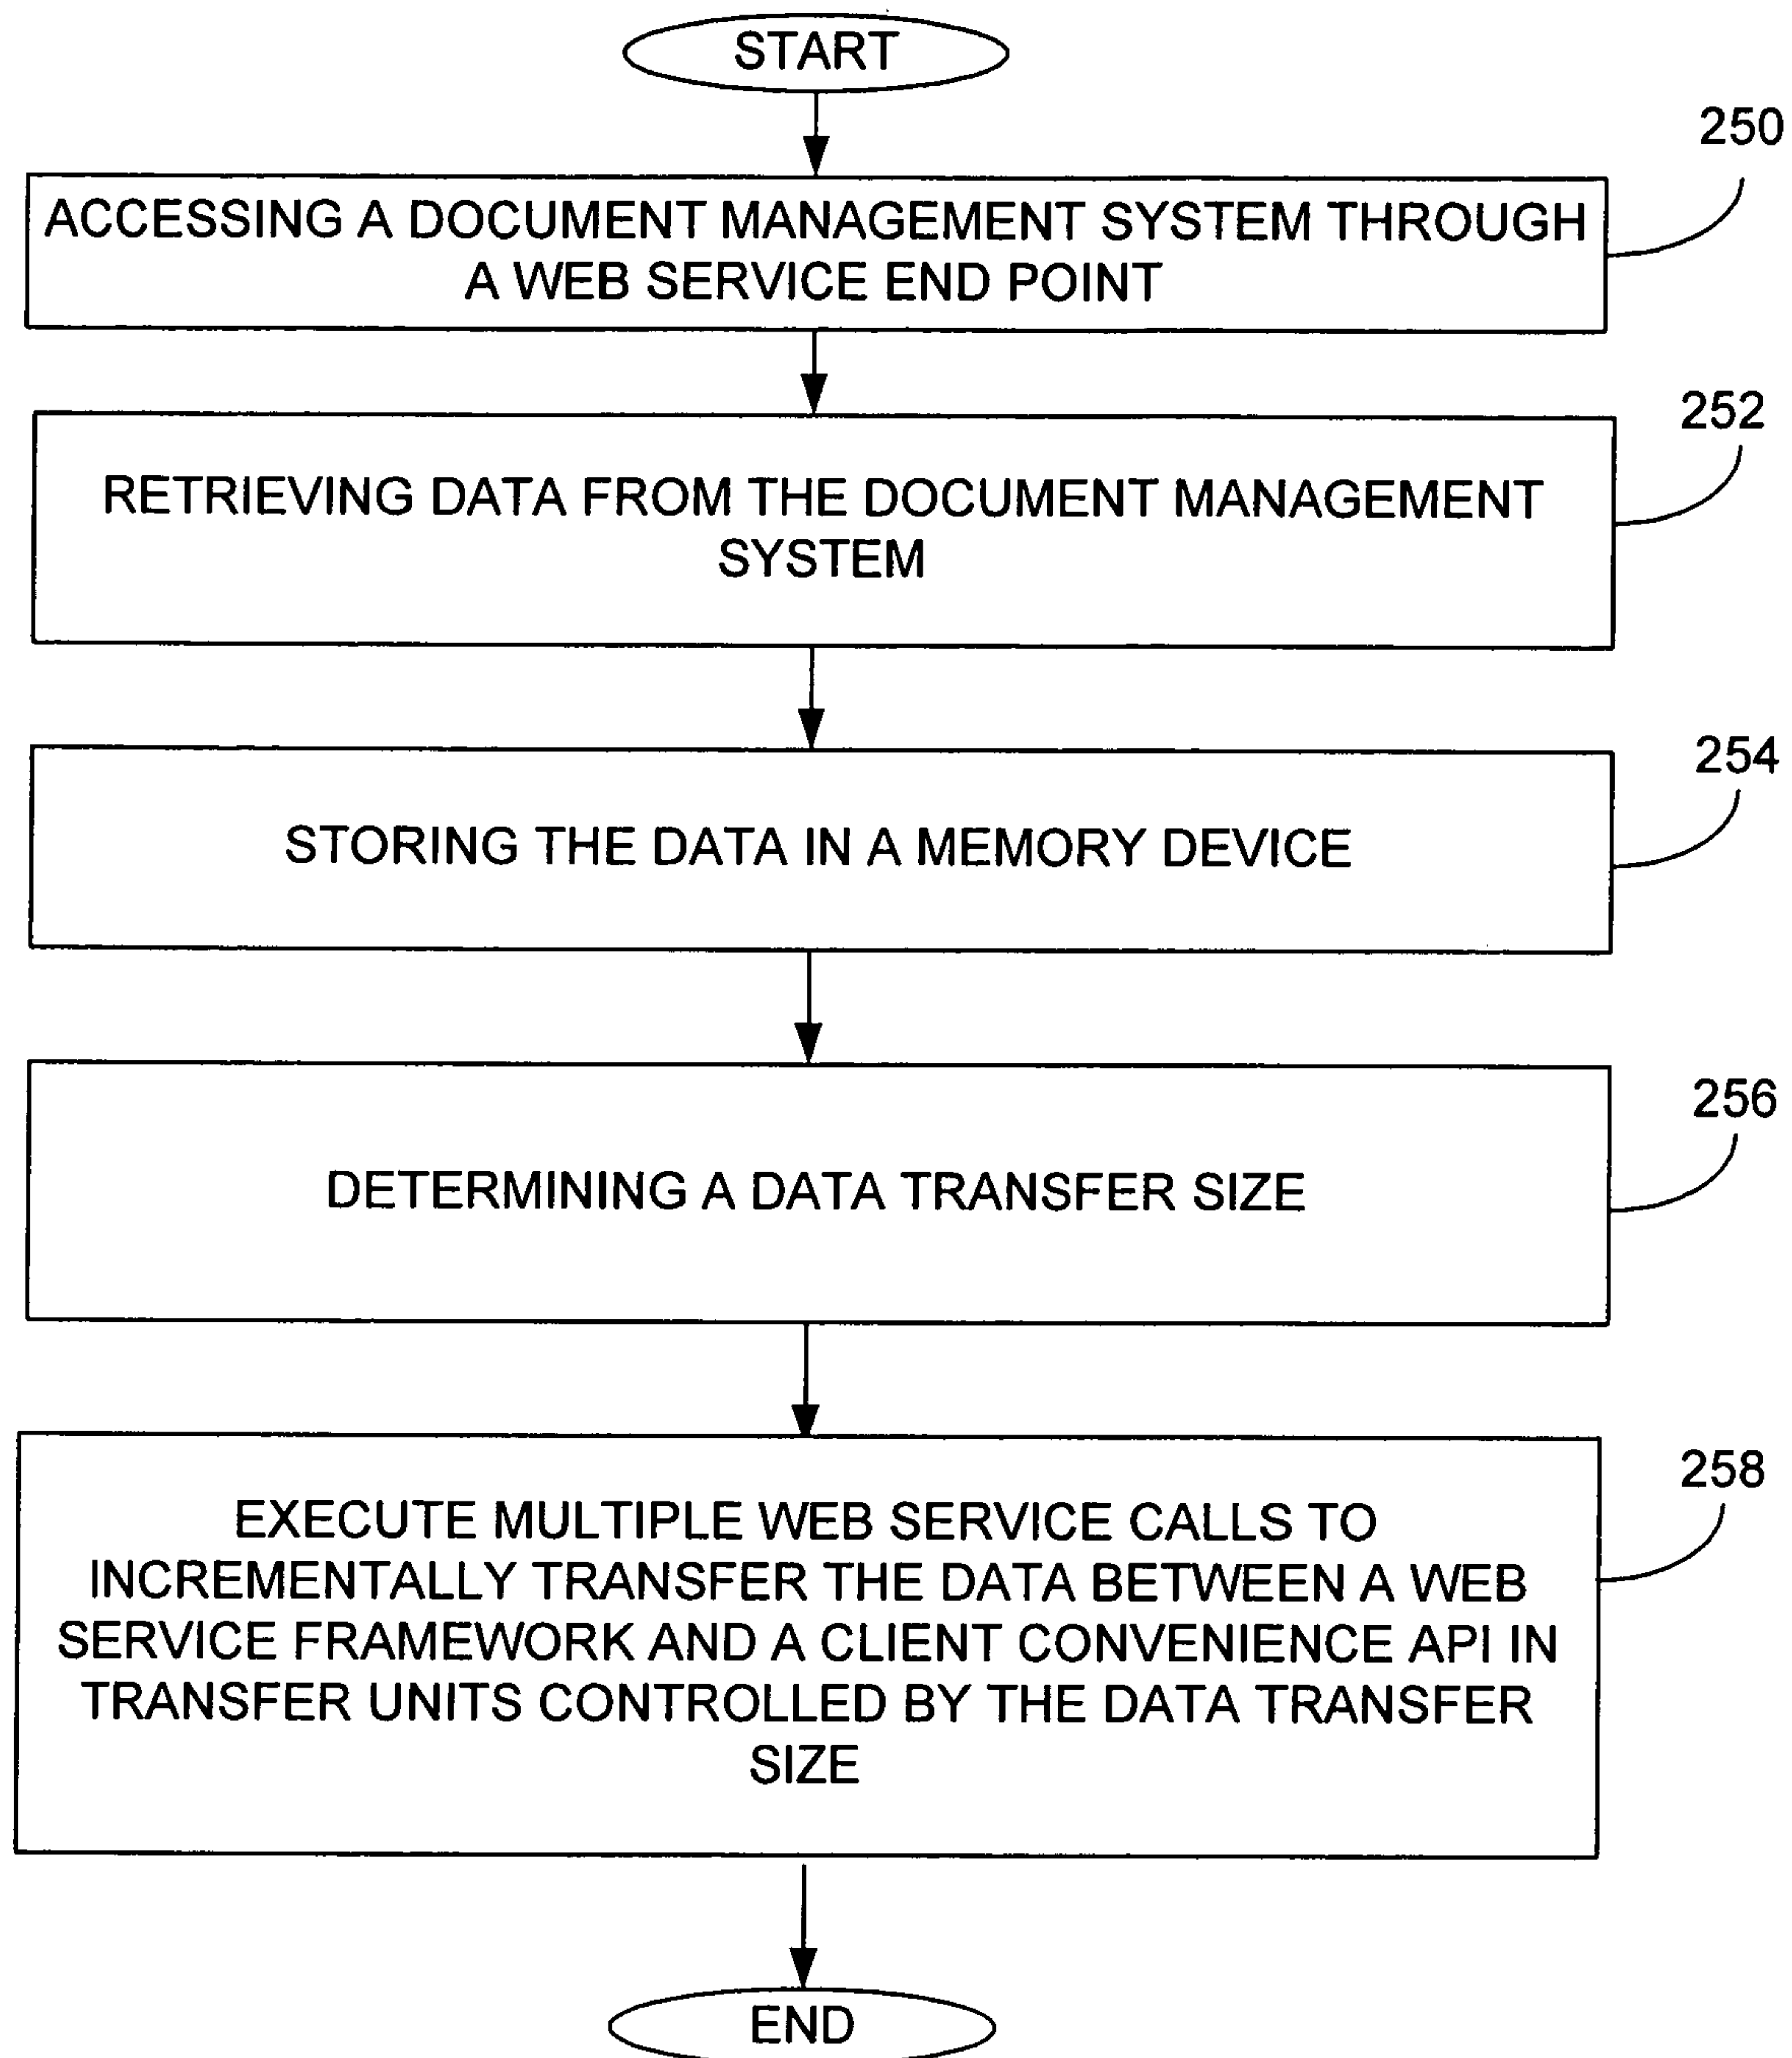 START
250
ACCESSING A DOCUMENT MANAGEMENT SYSTEM THROUGH
A WEB SERVICE END POINT
252
RETRIEVING DATA FROM THE DOCUMENT MANAGEMENT
SYSTEM
254
STORING THE DATA IN A MEMORY DEVICE
256
DETERMINING A DATA TRANSFER SIZE
258
EXECUTE MULTIPLE WEB SERVICE CALLS TO
INCREMENTALLY TRANSFER THE DATA BETWEEN A WEB
SERVICE FRAMEWORK AND A CLIENT CONVENIENCE API IN
TRANSFER UNITS CONTROLLED BY THE DATA TRANSFER
SIZE
END